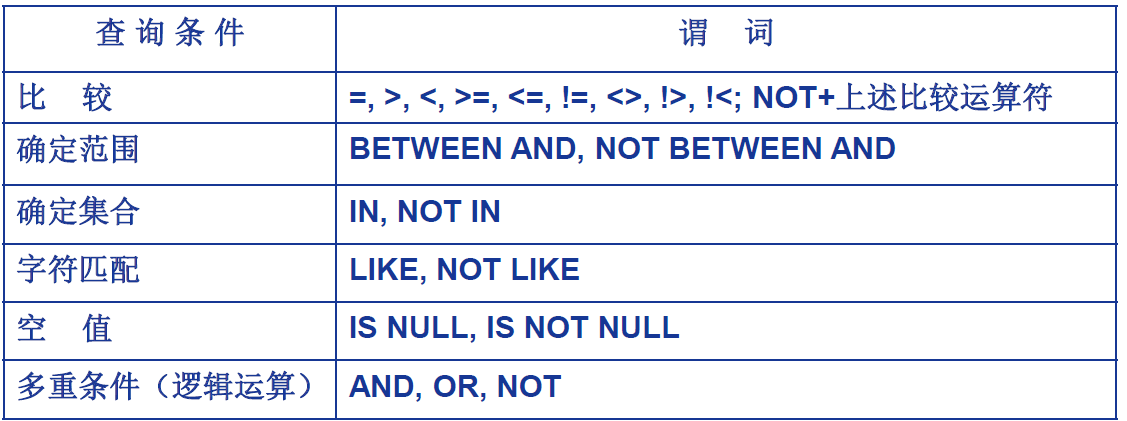 查询条件 谓 词
比 较 =, >, <, >=, <=, !=, <>, !>, !<; NOT+上述比较运算符
确定范围 BETWEEN AND, NOT BETWEEN AND
确定集合 IN, NOT IN
字符匹配 LIKE, NOT LIKE
空 值 IS NULL, IS NOT NULL
多重条件（逻辑运算） AND, OR, NOT